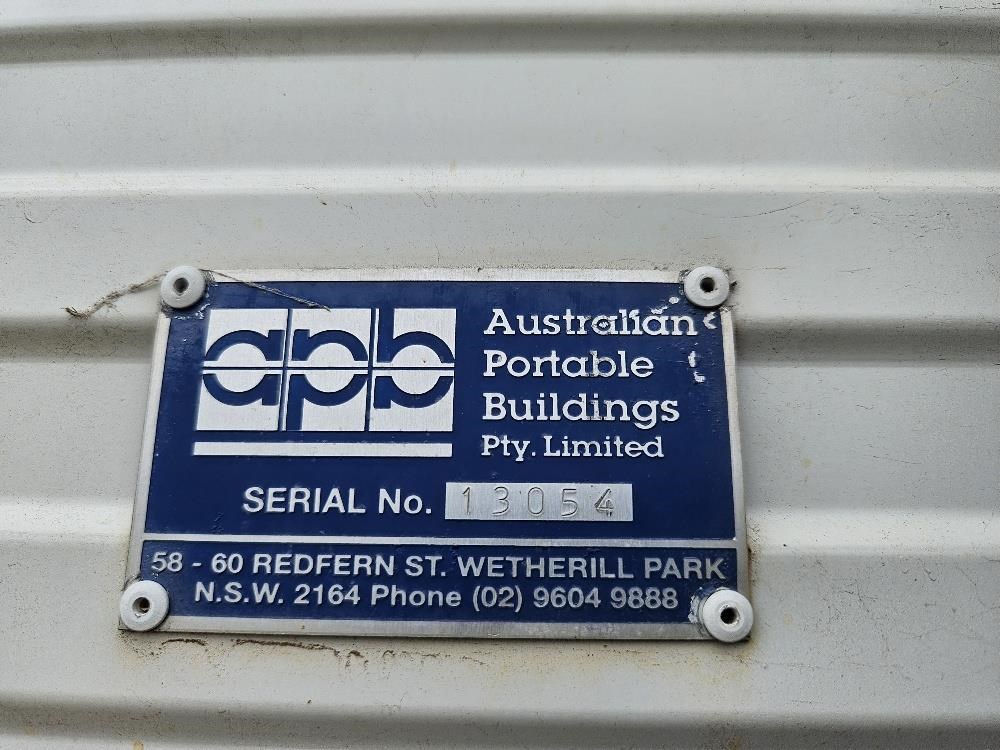 apb
Australian
Portable
Buildings
Pty. Limited
SERIAL No. 13054
58 - 60 REDFERN ST. WETHERILL PARK
N.S.W. 2164 Phone (02) 9604 9888